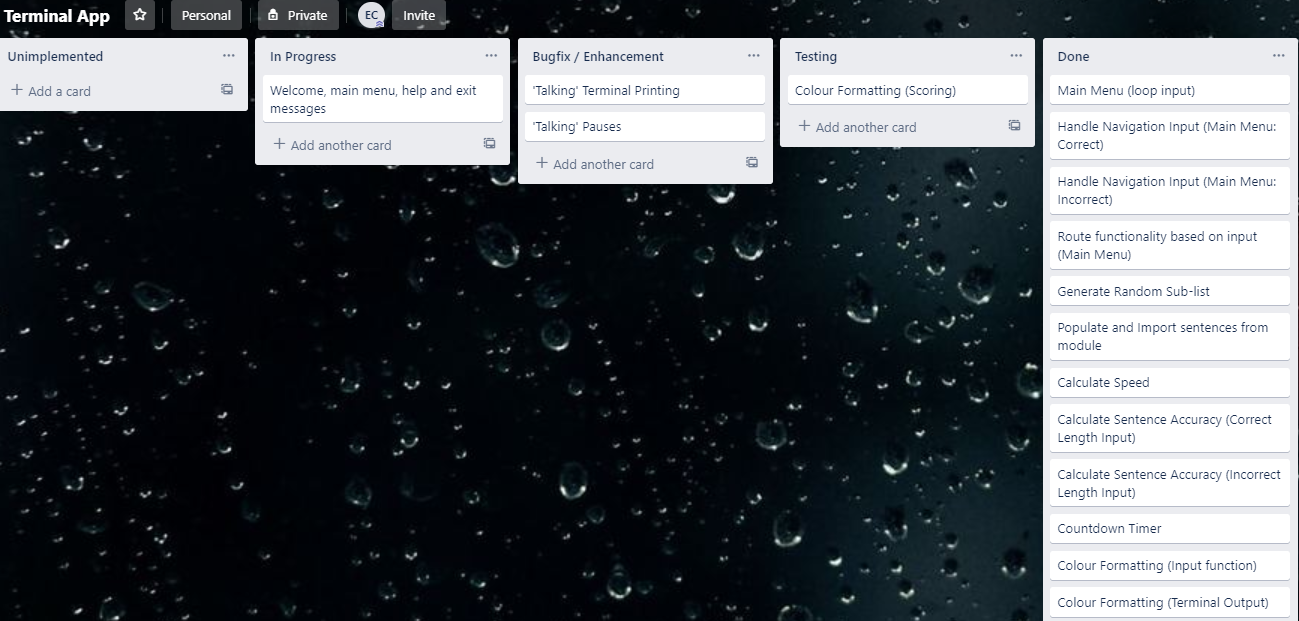 Terminal App
Personal
Private
EC
Invite
Unimplemented
Add a card
In Progress
Welcome, main menu, help and exit
messages
Add another card
Bugfix / Enhancement
'Talking' Terminal Printing
'Talking' Pauses
Add another card
Testing
Colour Formatting (Scoring)
Add another card
Done
Main Menu (loop input)
Handle Navigation Input (Main Menu:
Correct)
Handle Navigation Input (Main Menu:
Incorrect)
Route functionality based on input
(Main Menu)
Generate Random Sub-list
Populate and Import sentences from
module
Calculate Speed
Calculate Sentence Accuracy (Correct
Length Input)
Calculate Sentence Accuracy (Incorrect
Length Input)
Countdown Timer
Colour Formatting (Input function)
Colour Formatting (Terminal Output)